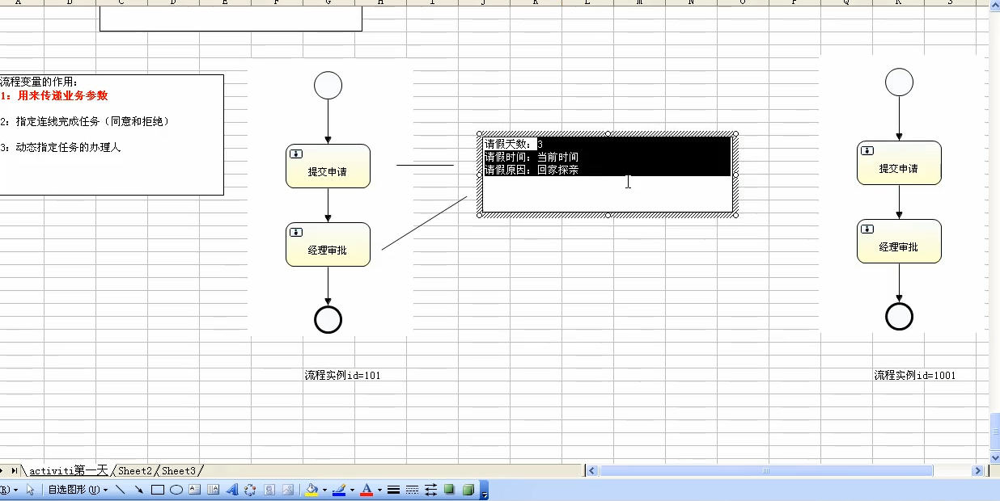 流程变量的作用：
1：用来传递业务参数
2：指定连线完成任务（同意和拒绝）
3：动态指定任务的办理人
提交申请
经理审批
流程实例id=101
请假天数：3
请假时间：当前时间
请假原因：回家探亲
提交申请
经理审批
流程实例id=1001
activiti第一天 Sheet2 Sheet3
自选图形(U)